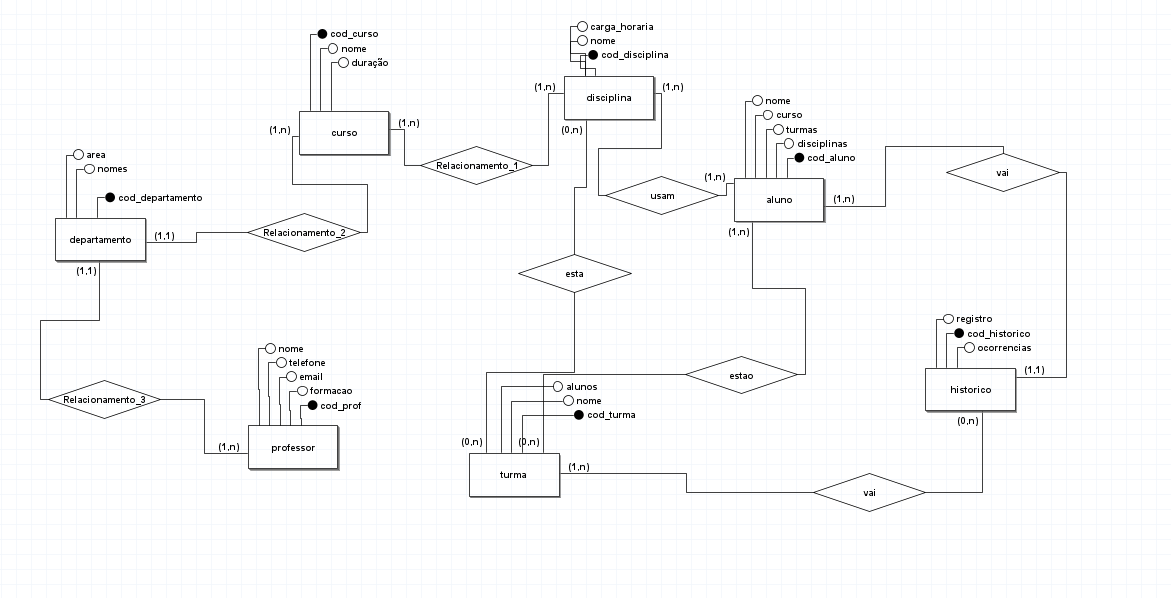 carga_horaria
nome
cod_disciplina
cod_curso
nome
duração
(1,n)
disciplina
(1,n)
(0,n)
(1,n)
curso
(1,n)
Relacionamento_1
nome
curso
turmas
disciplinas
cod_aluno
(1,n)
aluno
(1,n)
(1,n)
usam
vai
area
nomes
cod_departamento
departamento
(1,1)
(1,1)
Relacionamento_2
esta
registro
cod_historico
ocorrencias
historico
(1,1)
(0,n)
nome
telefone
email
formacao
cod_prof
Relacionamento_3
(1,n)
professor
estao
alunos
nome
cod_turma
(0,n)
(0,n)
turma
(1,n)
vai